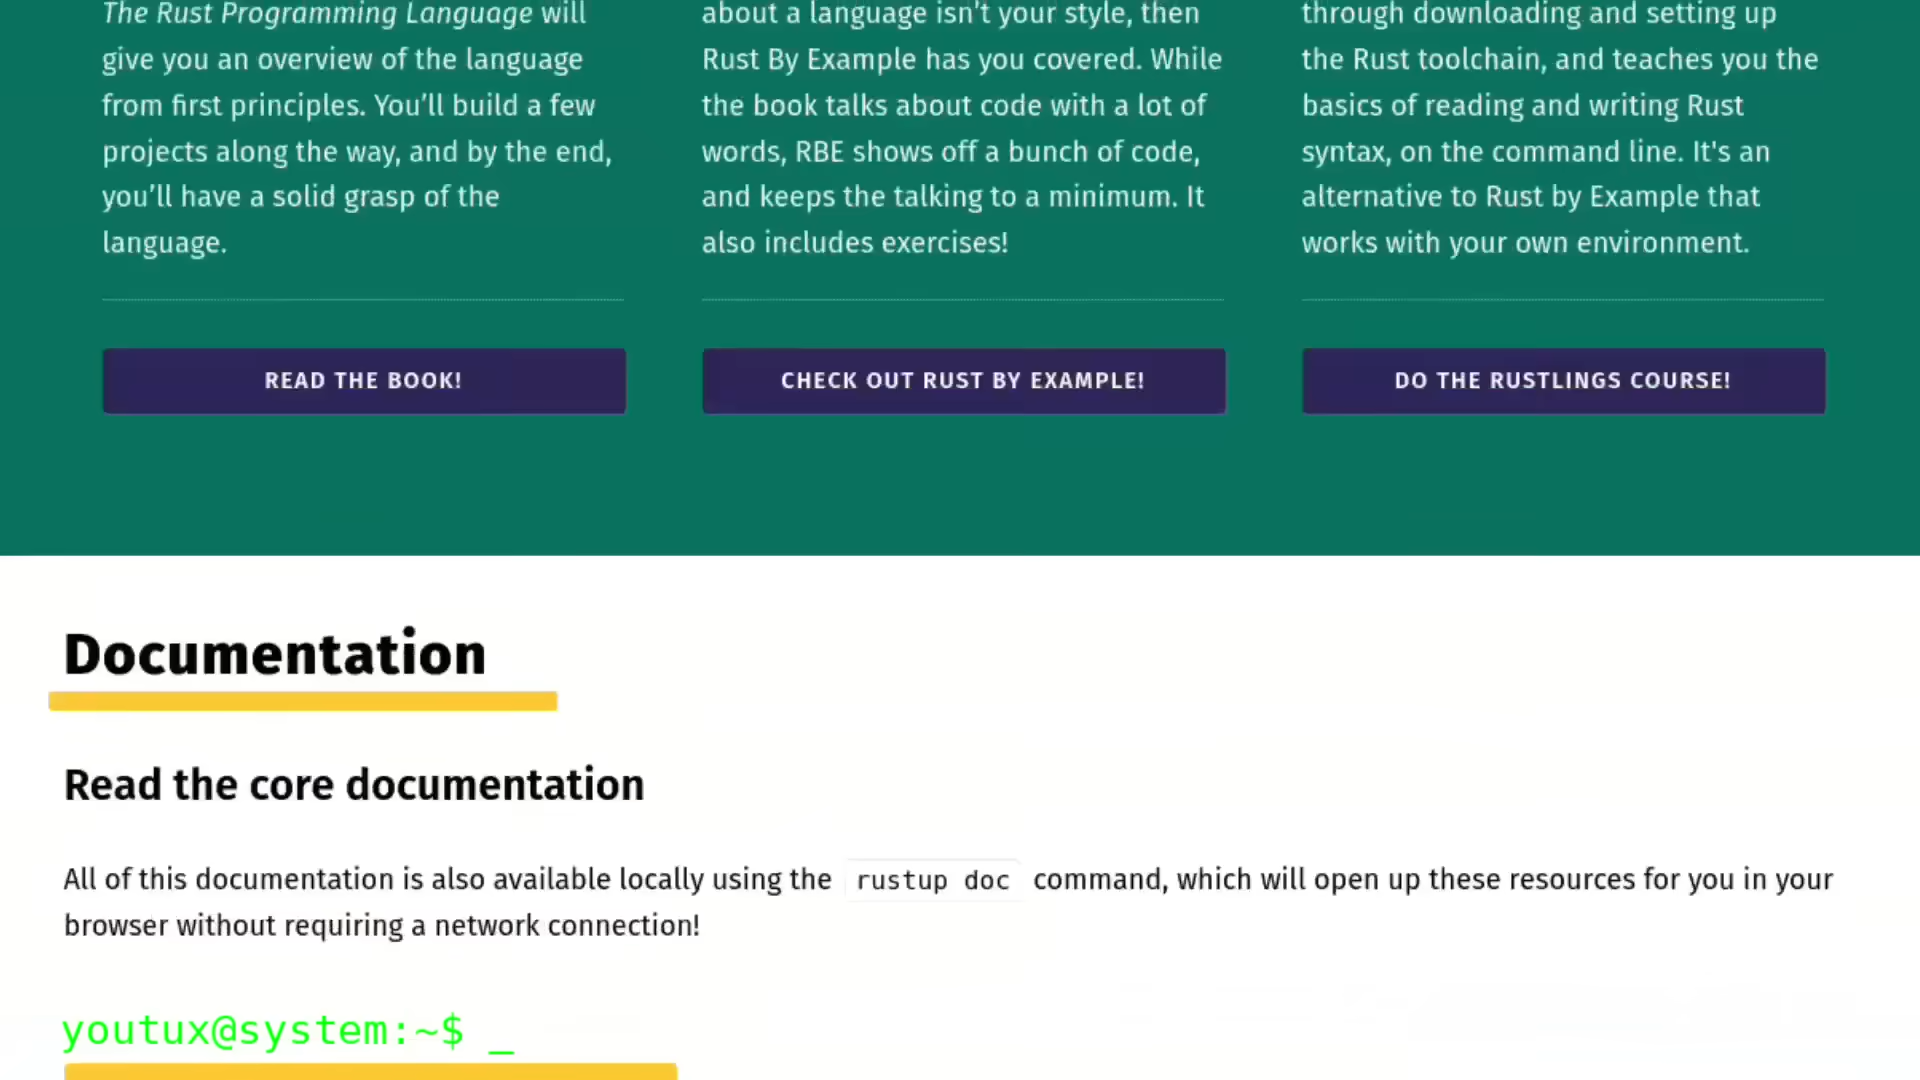 The Rust Programming Language will
give you an overview of the language
from first principles. You’ll build a few
projects along the way, and by the end,
you’ll have a solid grasp of the
language.
READ THE BOOK!
about a language isn’t your style, then
Rust By Example has you covered. While
the book talks about code with a lot of
words, RBE shows off a bunch of code,
and keeps the talking to a minimum. It
also includes exercises!
CHECK OUT RUST BY EXAMPLE!
through downloading and setting up
the Rust toolchain, and teaches you the
basics of reading and writing Rust
syntax, on the command line. It's an
alternative to Rust by Example that
works with your own environment.
DO THE RUSTLINGS COURSE!
Documentation
Read the core documentation
All of this documentation is also available locally using the rustup doc command, which will open up these resources for you in your
browser without requiring a network connection!
youtux@system:~$ _